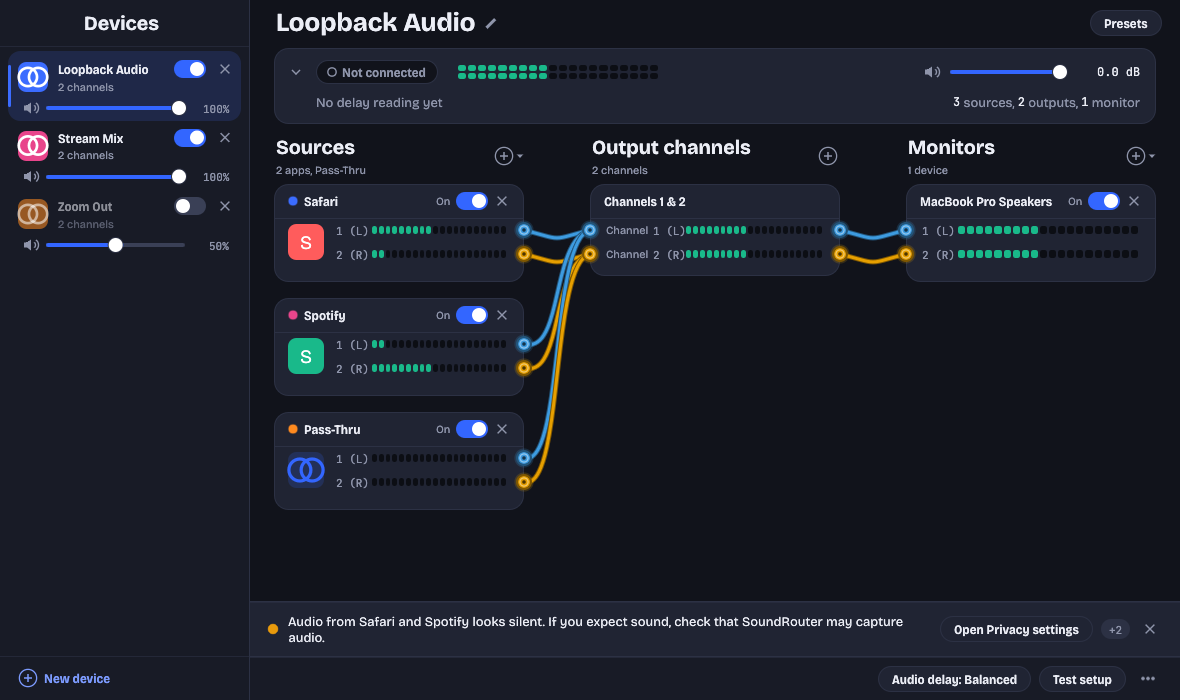 Devices
Loopback Audio
2 channels
100%
Stream Mix
2 channels
100%
Zoom Out
2 channels
50%
New device
Loopback Audio
Presets
Not connected
0.0 dB
No delay reading yet
3 sources, 2 outputs, 1 monitor
Sources
2 apps, Pass-Thru
Output channels
2 channels
Monitors
1 device
Safari
On
S
1 (L)
2 (R)
Channels 1 & 2
Channel 1 (L)
Channel 2 (R)
MacBook Pro Speakers
On
1 (L)
2 (R)
Spotify
On
S
1 (L)
2 (R)
Pass-Thru
On
1 (L)
2 (R)
Audio from Safari and Spotify looks silent. If you expect sound, check that SoundRouter may capture
audio.
Open Privacy settings
+2
Audio delay: Balanced
Test setup